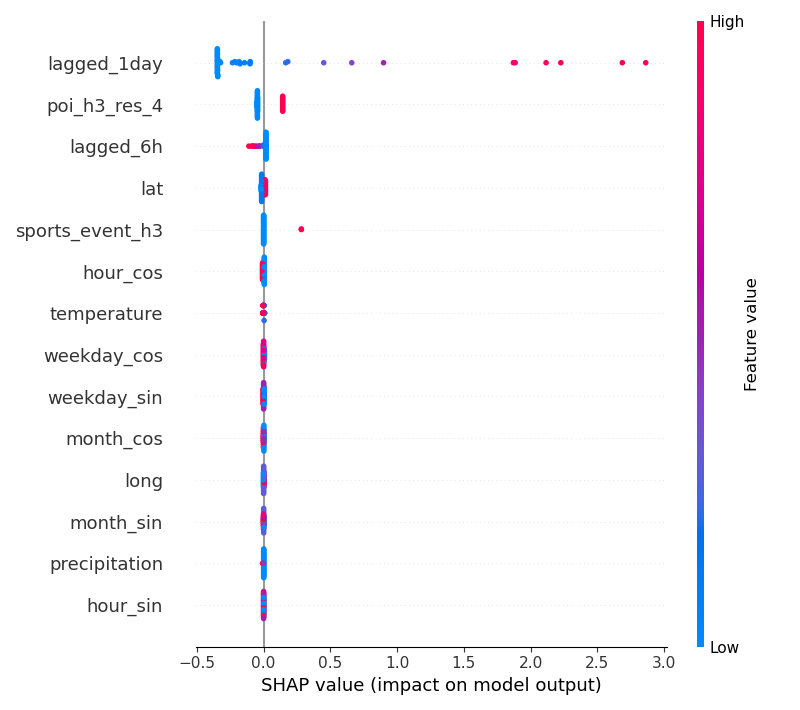 High
lagged_1day
poi_h3_res_4
lagged_6h
lat
sports_event_h3
hour_cos
temperature
weekday_cos
weekday_sin
month_cos
long
month_sin
precipitation
hour_sin
Feature value
Low
−0.5 0.0 0.5 1.0 1.5 2.0 2.5 3.0
SHAP value (impact on model output)